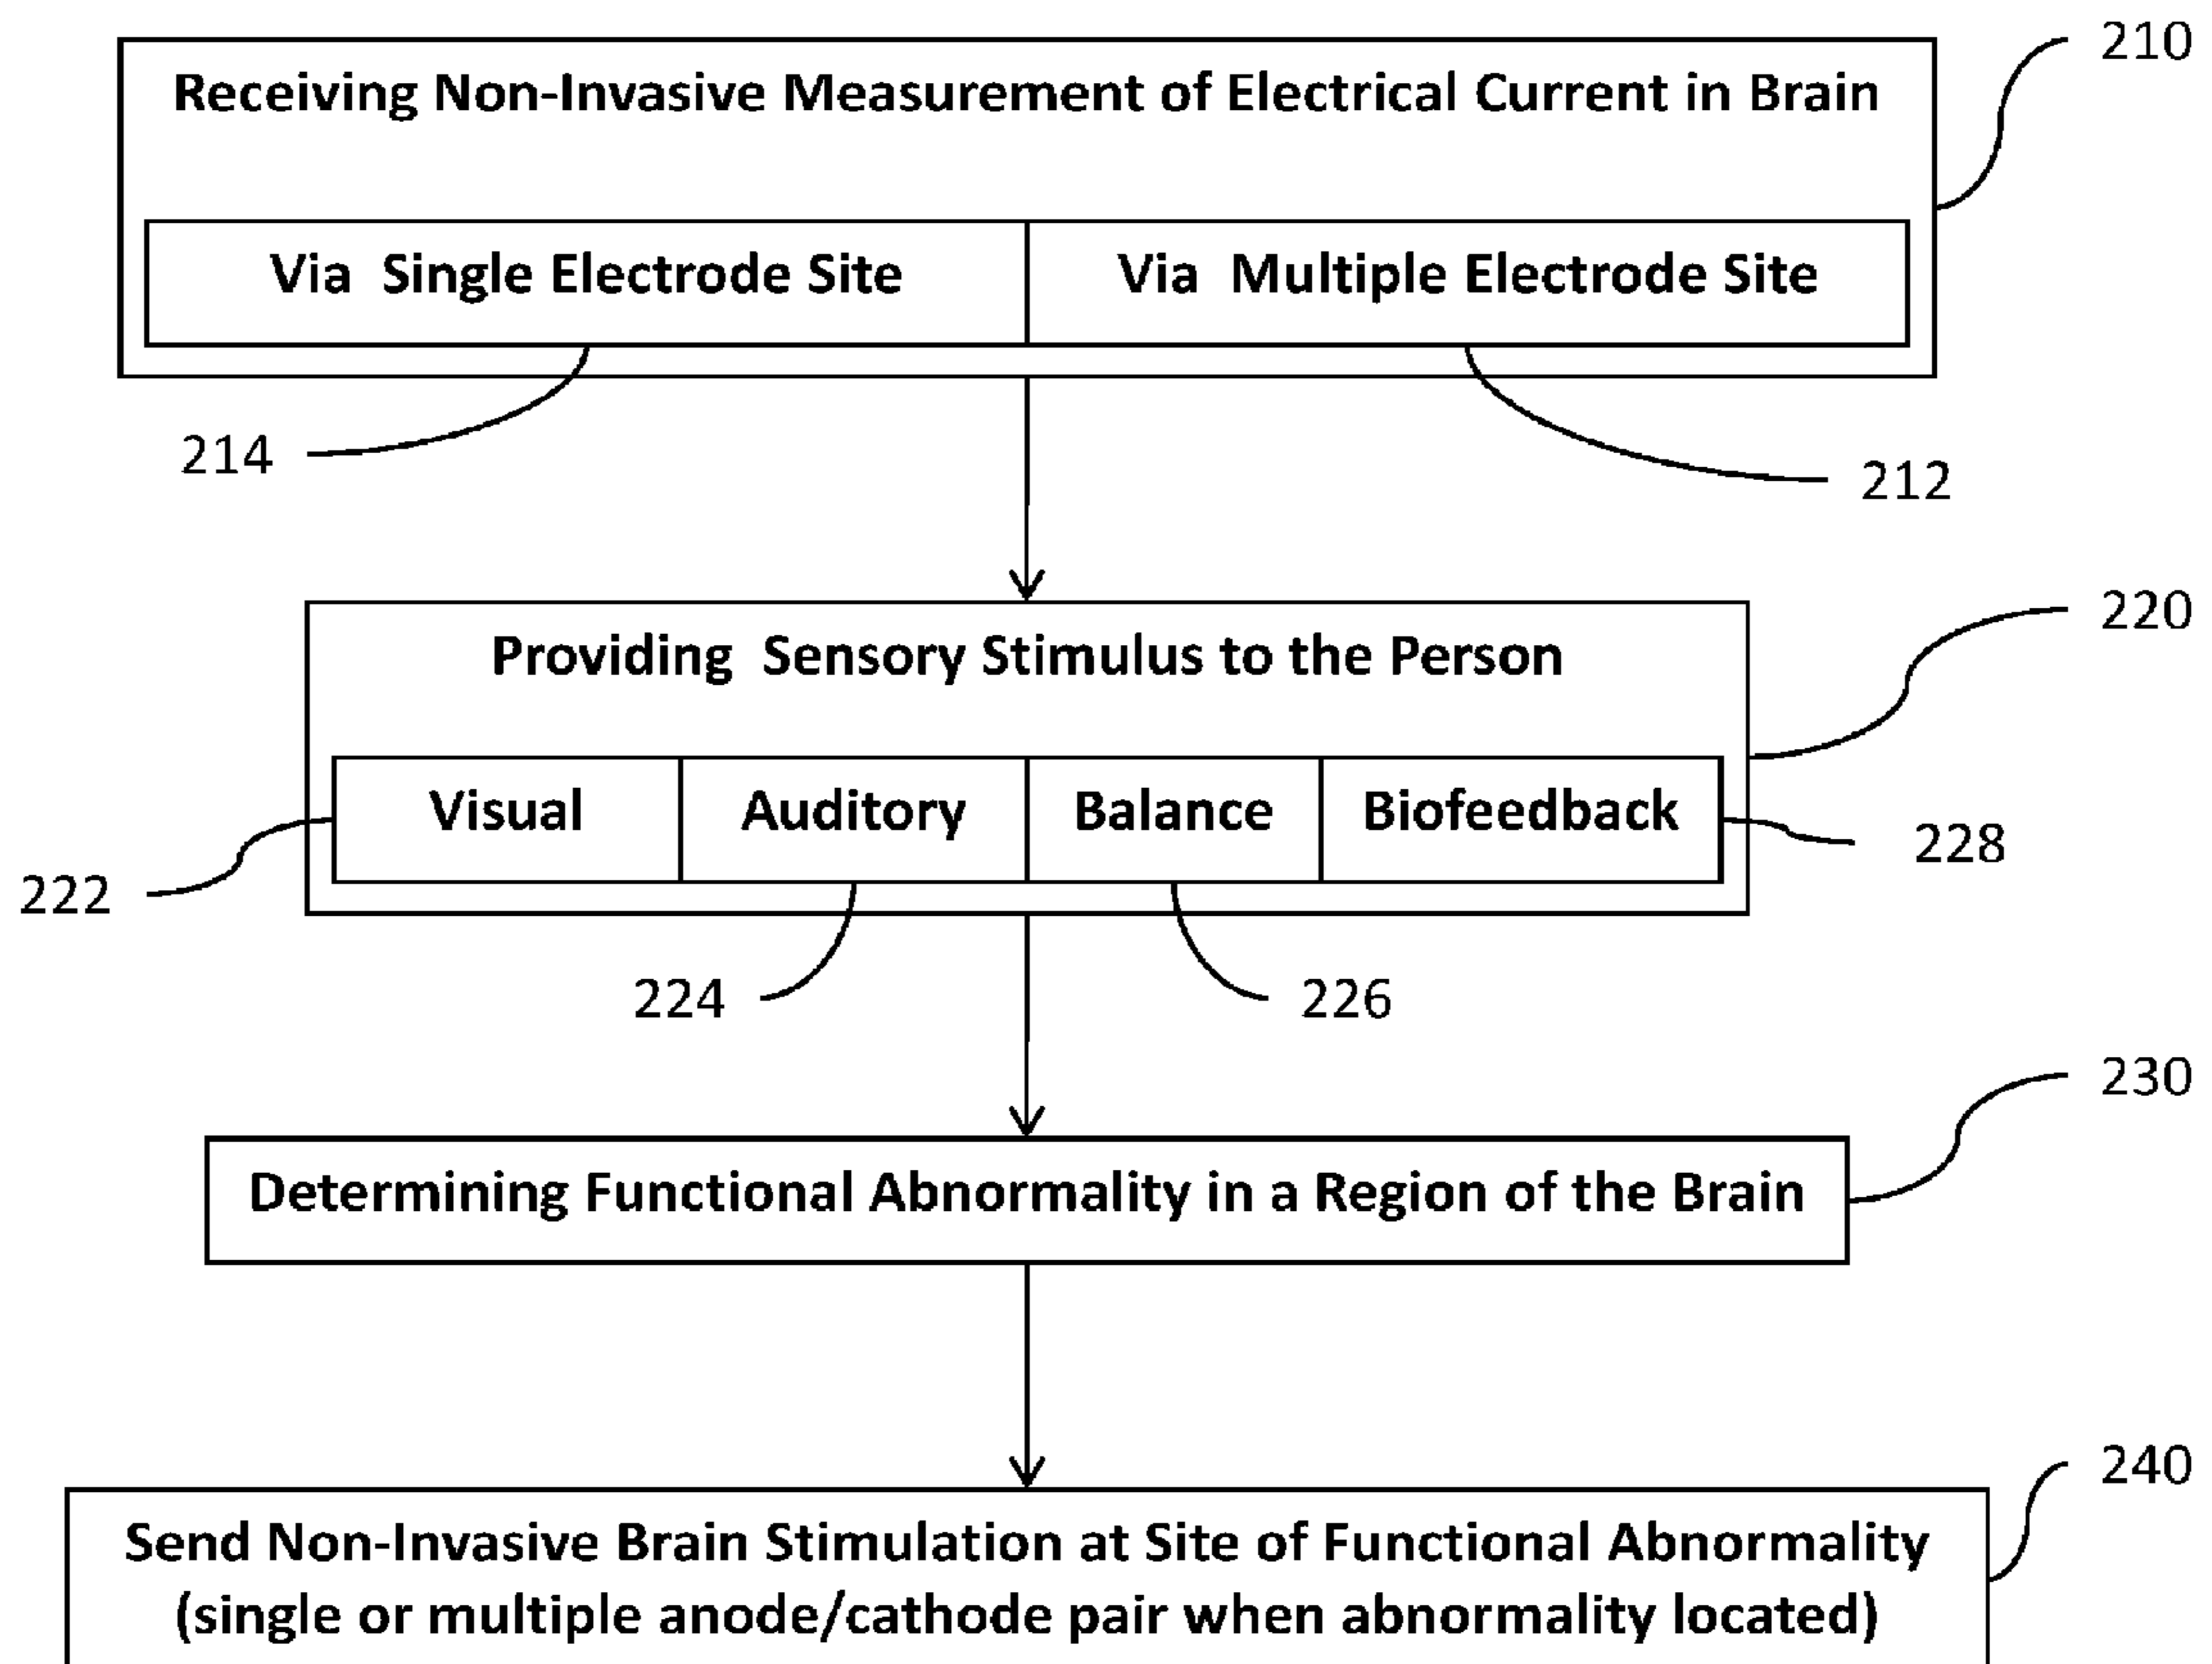 210
Receiving Non-Invasive Measurement of Electrical Current in Brain
Via Single Electrode Site
Via Multiple Electrode Site
214
212
220
Providing Sensory Stimulus to the Person
Visual
Auditory
Balance
Biofeedback
222
228
224
226
230
Determining Functional Abnormality in a Region of the Brain
240
Send Non-Invasive Brain Stimulation at Site of Functional Abnormality
(single or multiple anode/cathode pair when abnormality located)